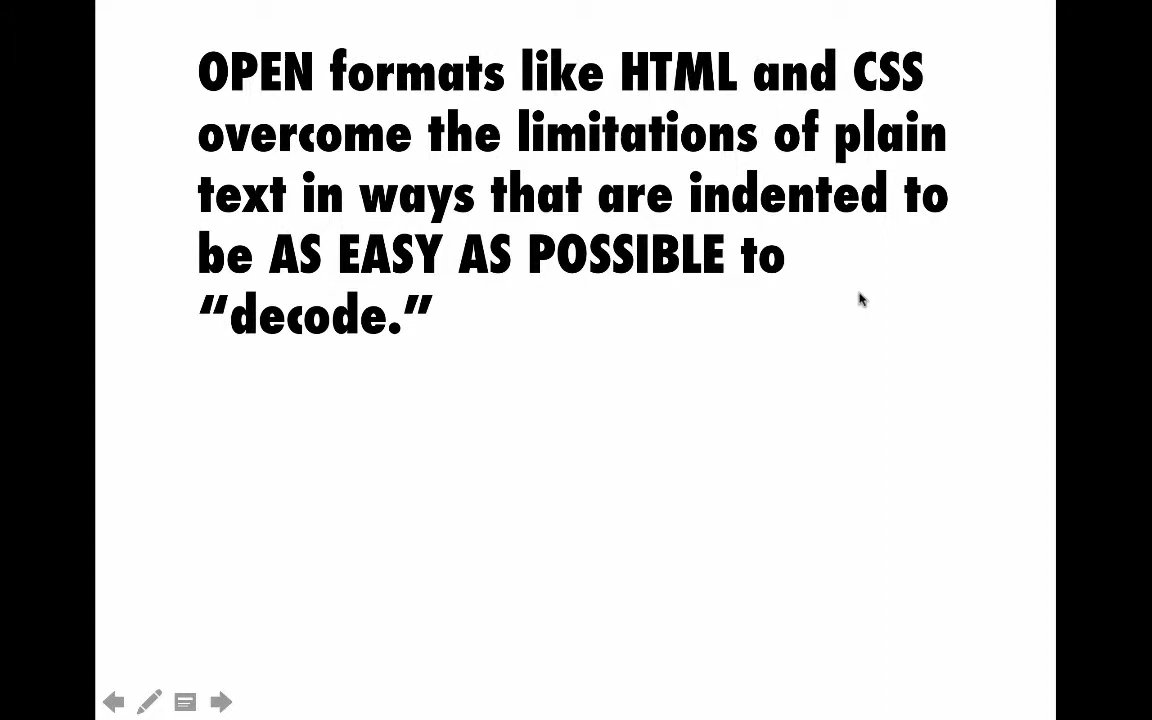 OPEN formats like HTML and CSS
overcome the limitations of plain
text in ways that are indented to
be AS EASY AS POSSIBLE to
“decode.”